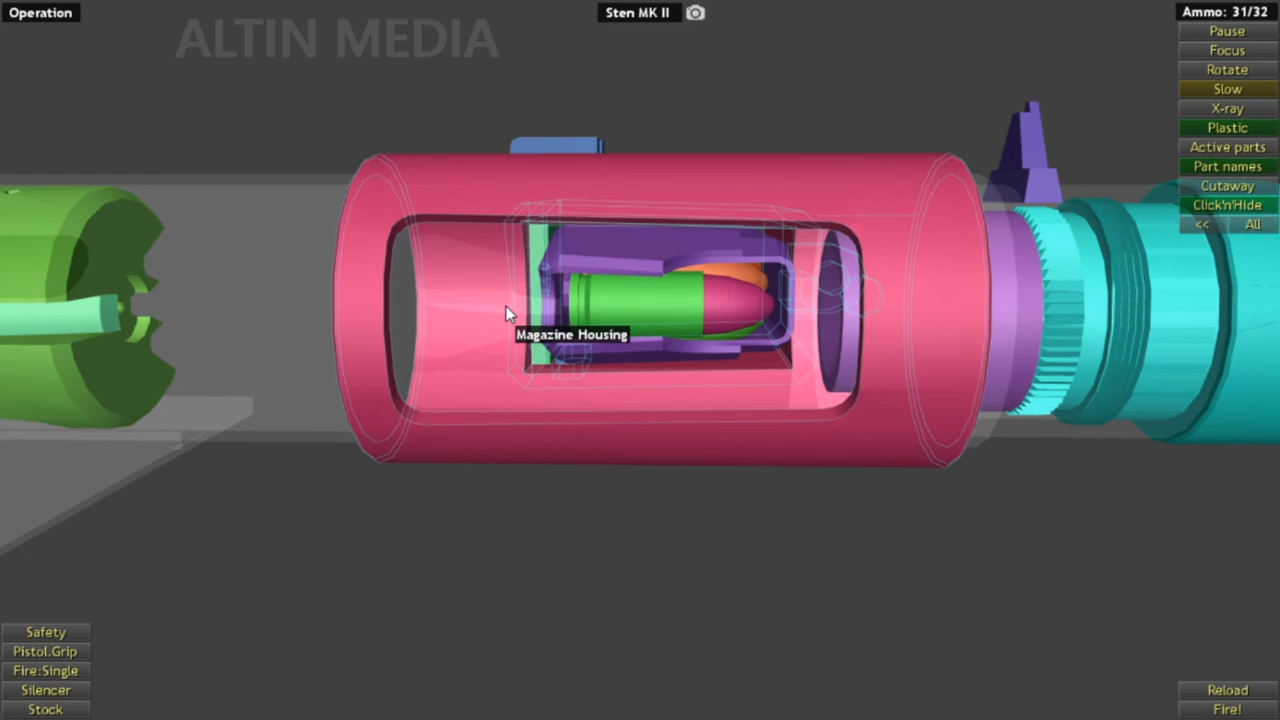 Operation
Sten MK II
Ammo: 31/32
ALTIN MEDIA
Pause
Focus
Rotate
Slow
X-ray
Plastic
Active parts
Part names
Cutaway
Click'n'Hide
<< All
Magazine Housing
Safety
Pistol.Grip
Fire:Single
Silencer
Stock
Reload
Fire!